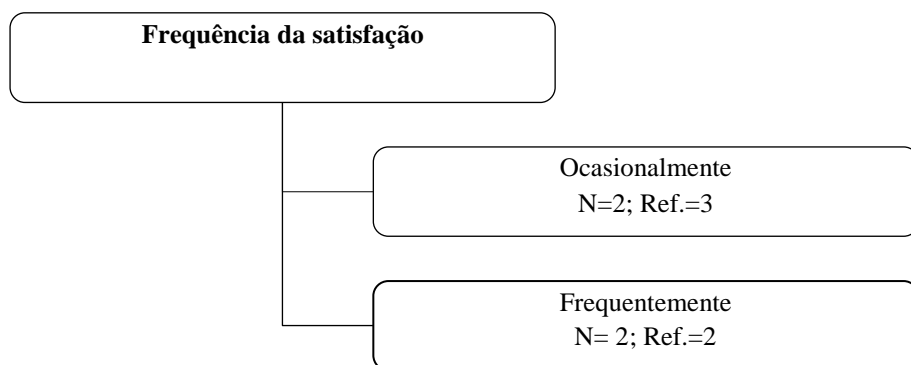 Frequência da satisfação
Ocasionalmente
N=2; Ref.=3
Frequentemente
N= 2; Ref.=2